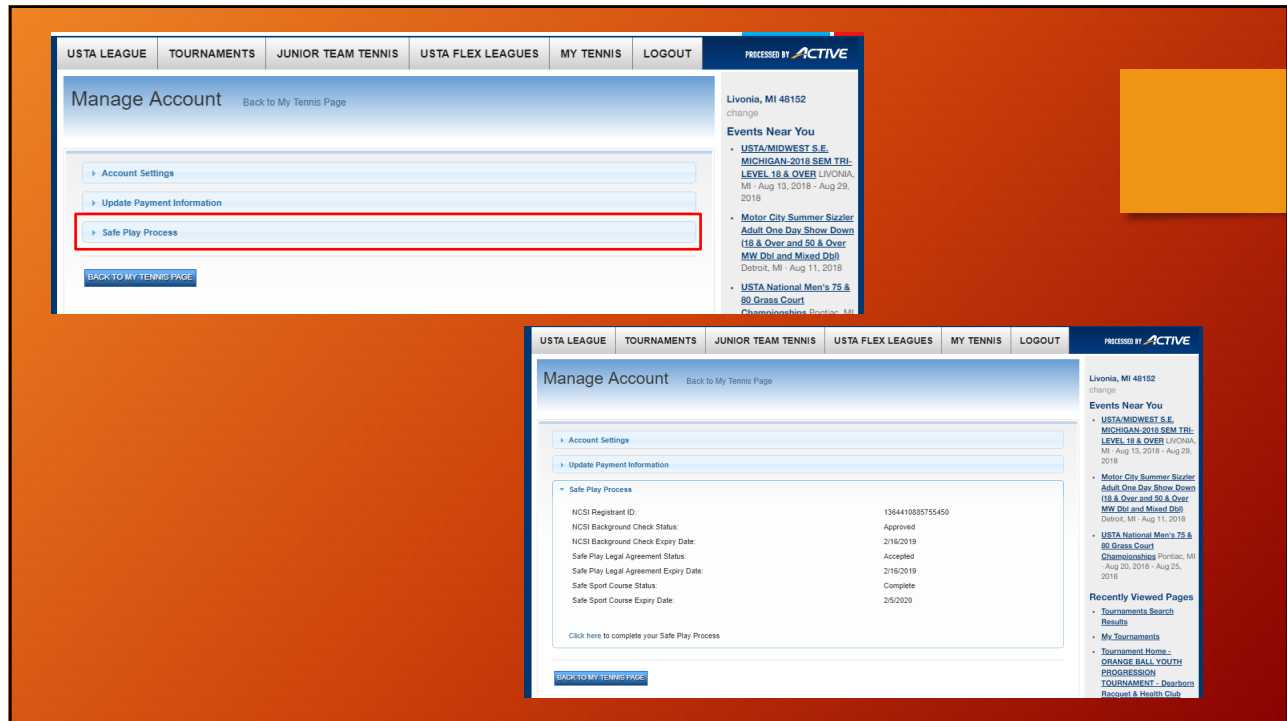 USTA LEAGUE TOURNAMENTS JUNIOR TEAM TENNIS USTA FLEX LEAGUES MY TENNIS LOGOUT PROCESSED BY ACTIVE
Manage Account Back to My Tennis Page
Account Settings
Update Payment Information
Safe Play Process
BACK TO MY TENNIS PAGE
Livonia, MI 48152
change
Events Near You
USTA/MIDWEST S.E.
MICHIGAN-2018 SEM TRI-
LEVEL 18 & OVER LIVONIA,
MI - Aug 13, 2018 - Aug 29,
2018
Motor City Summer Sizzler
Adult One Day Show Down
(18 & Over and 50 & Over
MW Dbl and Mixed Dbl)
Detroit, MI - Aug 11, 2018
USTA National Men's 75 &
80 Grass Court
Championships Pontiac, MI
USTA LEAGUE TOURNAMENTS JUNIOR TEAM TENNIS USTA FLEX LEAGUES MY TENNIS LOGOUT PROCESSED BY ACTIVE
Manage Account Back to My Tennis Page
Account Settings
Update Payment Information
Safe Play Process
NCSI Registrant ID: 1364410885755450
NCSI Background Check Status: Approved
NCSI Background Check Expiry Date: 2/16/2019
Safe Play Legal Agreement Status: Accepted
Safe Play Legal Agreement Expiry Date: 2/16/2019
Safe Sport Course Status: Complete
Safe Sport Course Expiry Date: 2/5/2020
Click here to complete your Safe Play Process
BACK TO MY TENNIS PAGE
Livonia, MI 48152
change
Events Near You
USTA/MIDWEST S.E.
MICHIGAN-2018 SEM TRI-
LEVEL 18 & OVER LIVONIA,
MI - Aug 13, 2018 - Aug 29,
2018
Motor City Summer Sizzler
Adult One Day Show Down
(18 & Over and 50 & Over
MW Dbl and Mixed Dbl)
Detroit, MI - Aug 11, 2018
USTA National Men's 75 &
80 Grass Court
Championships Pontiac, MI
- Aug 20, 2018 - Aug 25,
2018
Recently Viewed Pages
Tournaments Search
Results
My Tournaments
Tournament Home -
ORANGE BALL YOUTH
PROGRESSION
TOURNAMENT - Dearborn
Racquet & Health Club